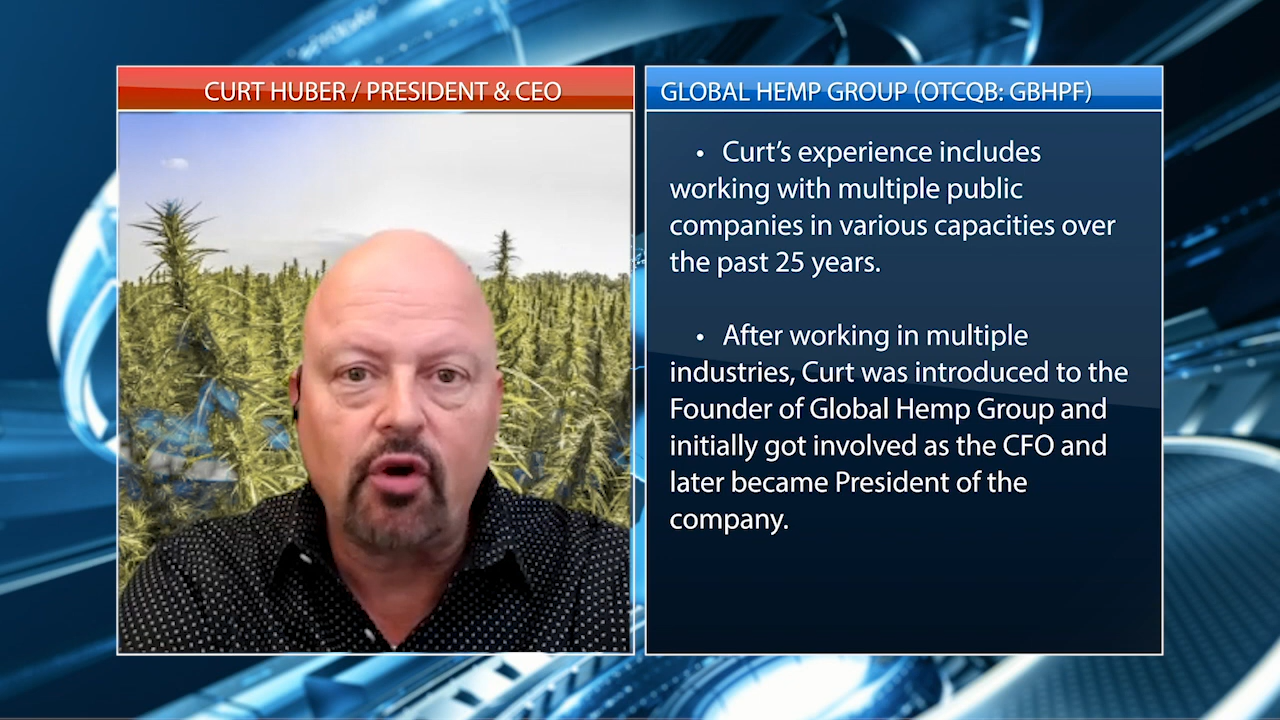 CURT HUBER / PRESIDENT & CEO
GLOBAL HEMP GROUP (OTCQB: GBHPF)
• Curt’s experience includes
working with multiple public
companies in various capacities over
the past 25 years.
• After working in multiple
industries, Curt was introduced to the
Founder of Global Hemp Group and
initially got involved as the CFO and
later became President of the
company.